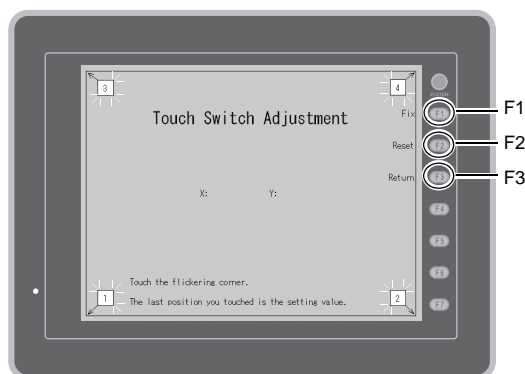 3
4
SYSTEM
Touch Switch Adjustment
Fix
F1
F1
Reset
F2
F2
Return
F3
F3
X:
Y:
F4
F5
F6
F7
Touch the flickering corner.
1
The last position you touched is the setting value.
2